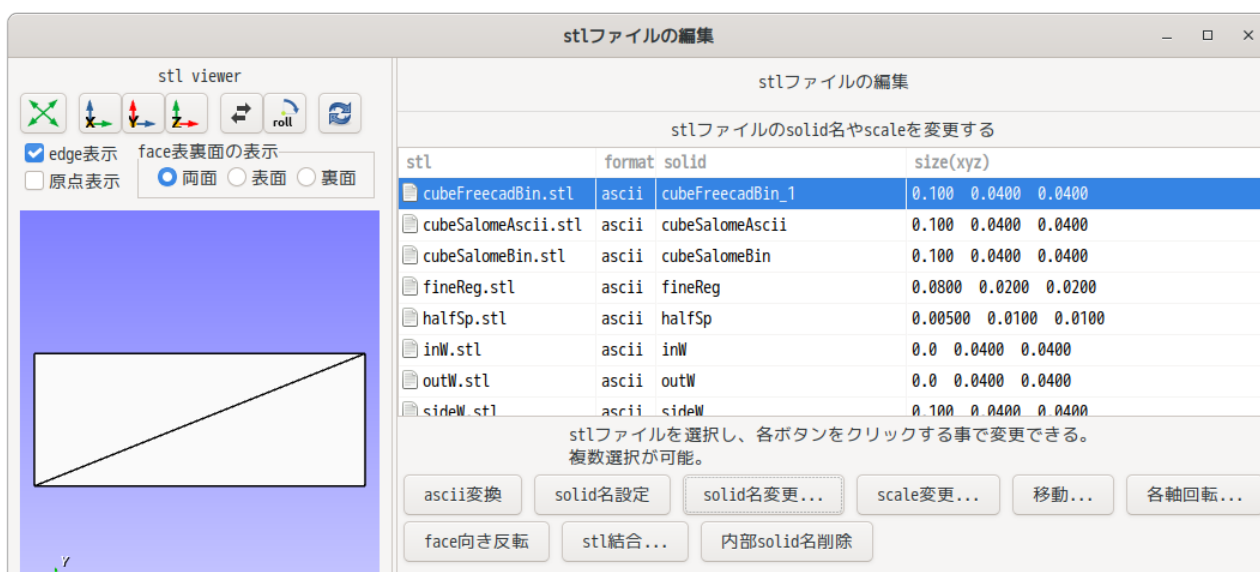 stlファイルの編集
stl viewer
X Y Z roll
edge表示
face表裏面の表示
原点表示
両面 表面 裏面
Y
stlファイルの編集
stlファイルのsolid名やscaleを変更する
stl format solid size(xyz)
cubeFreecadBin.stl ascii cubeFreecadBin_1 0.100 0.0400 0.0400
cubeSalomeAscii.stl ascii cubeSalomeAscii 0.100 0.0400 0.0400
cubeSalomeBin.stl ascii cubeSalomeBin 0.100 0.0400 0.0400
fineReg.stl ascii fineReg 0.0800 0.0200 0.0200
halfSp.stl ascii halfSp 0.00500 0.0100 0.0100
inW.stl ascii inW 0.0 0.0400 0.0400
outW.stl ascii outW 0.0 0.0400 0.0400
sideW.stl ascii sideW 0.100 0.0400 0.0400
stlファイルを選択し、各ボタンをクリックする事で変更できる。
複数選択が可能。
ascii変換 solid名設定 solid名変更... scale変更... 移動... 各軸回転...
face向き反転 stl結合... 内部solid名削除